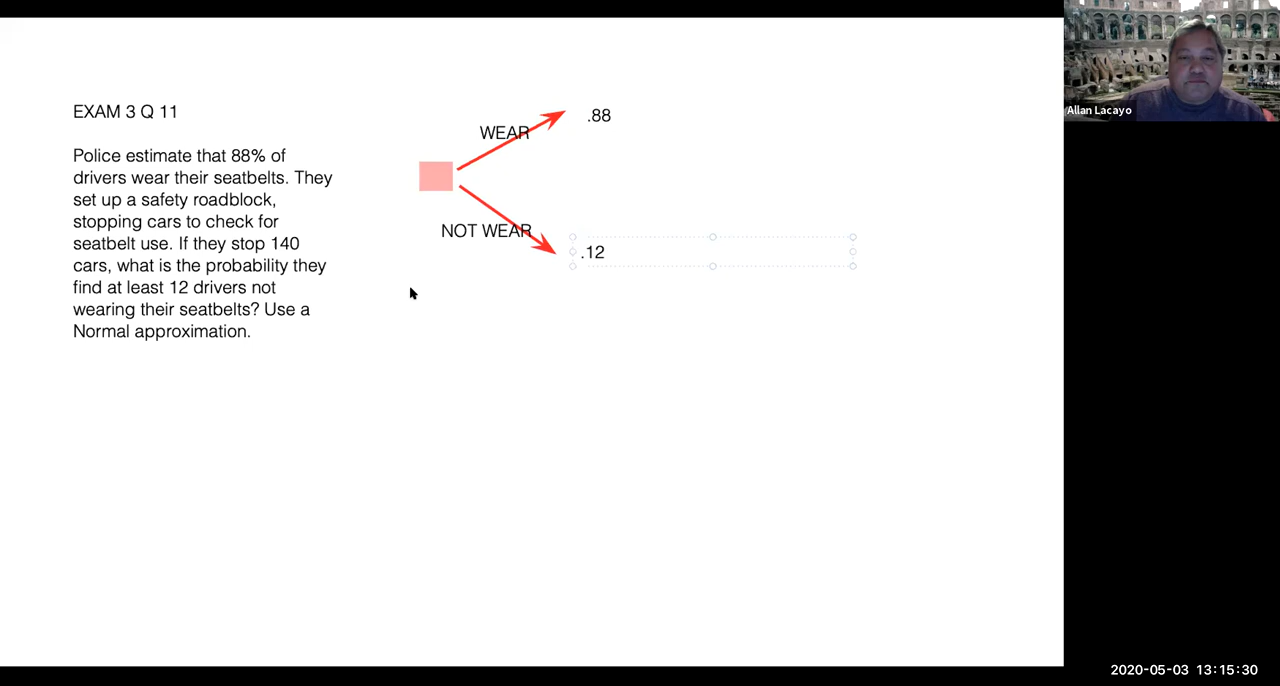 EXAM 3 Q 11
Police estimate that 88% of
drivers wear their seatbelts. They
set up a safety roadblock,
stopping cars to check for
seatbelt use. If they stop 140
cars, what is the probability they
find at least 12 drivers not
wearing their seatbelts? Use a
Normal approximation.
WEAR
.88
NOT WEAR
.12
Allan Lacayo
2020-05-03 13:15:30